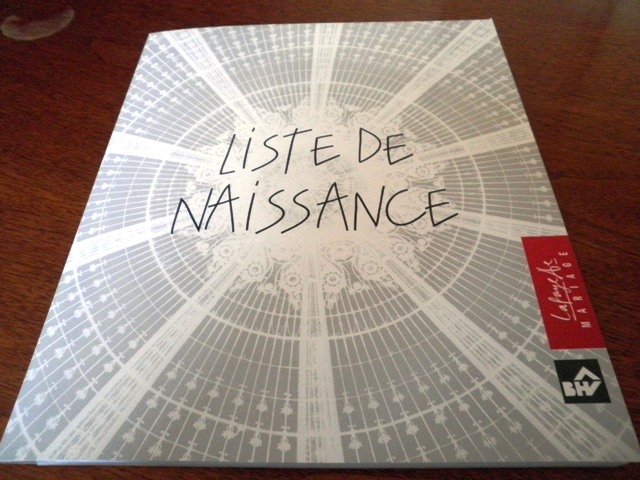 LISTE DE
NAISSANCE
Lafayette
MARIAGE
BHV